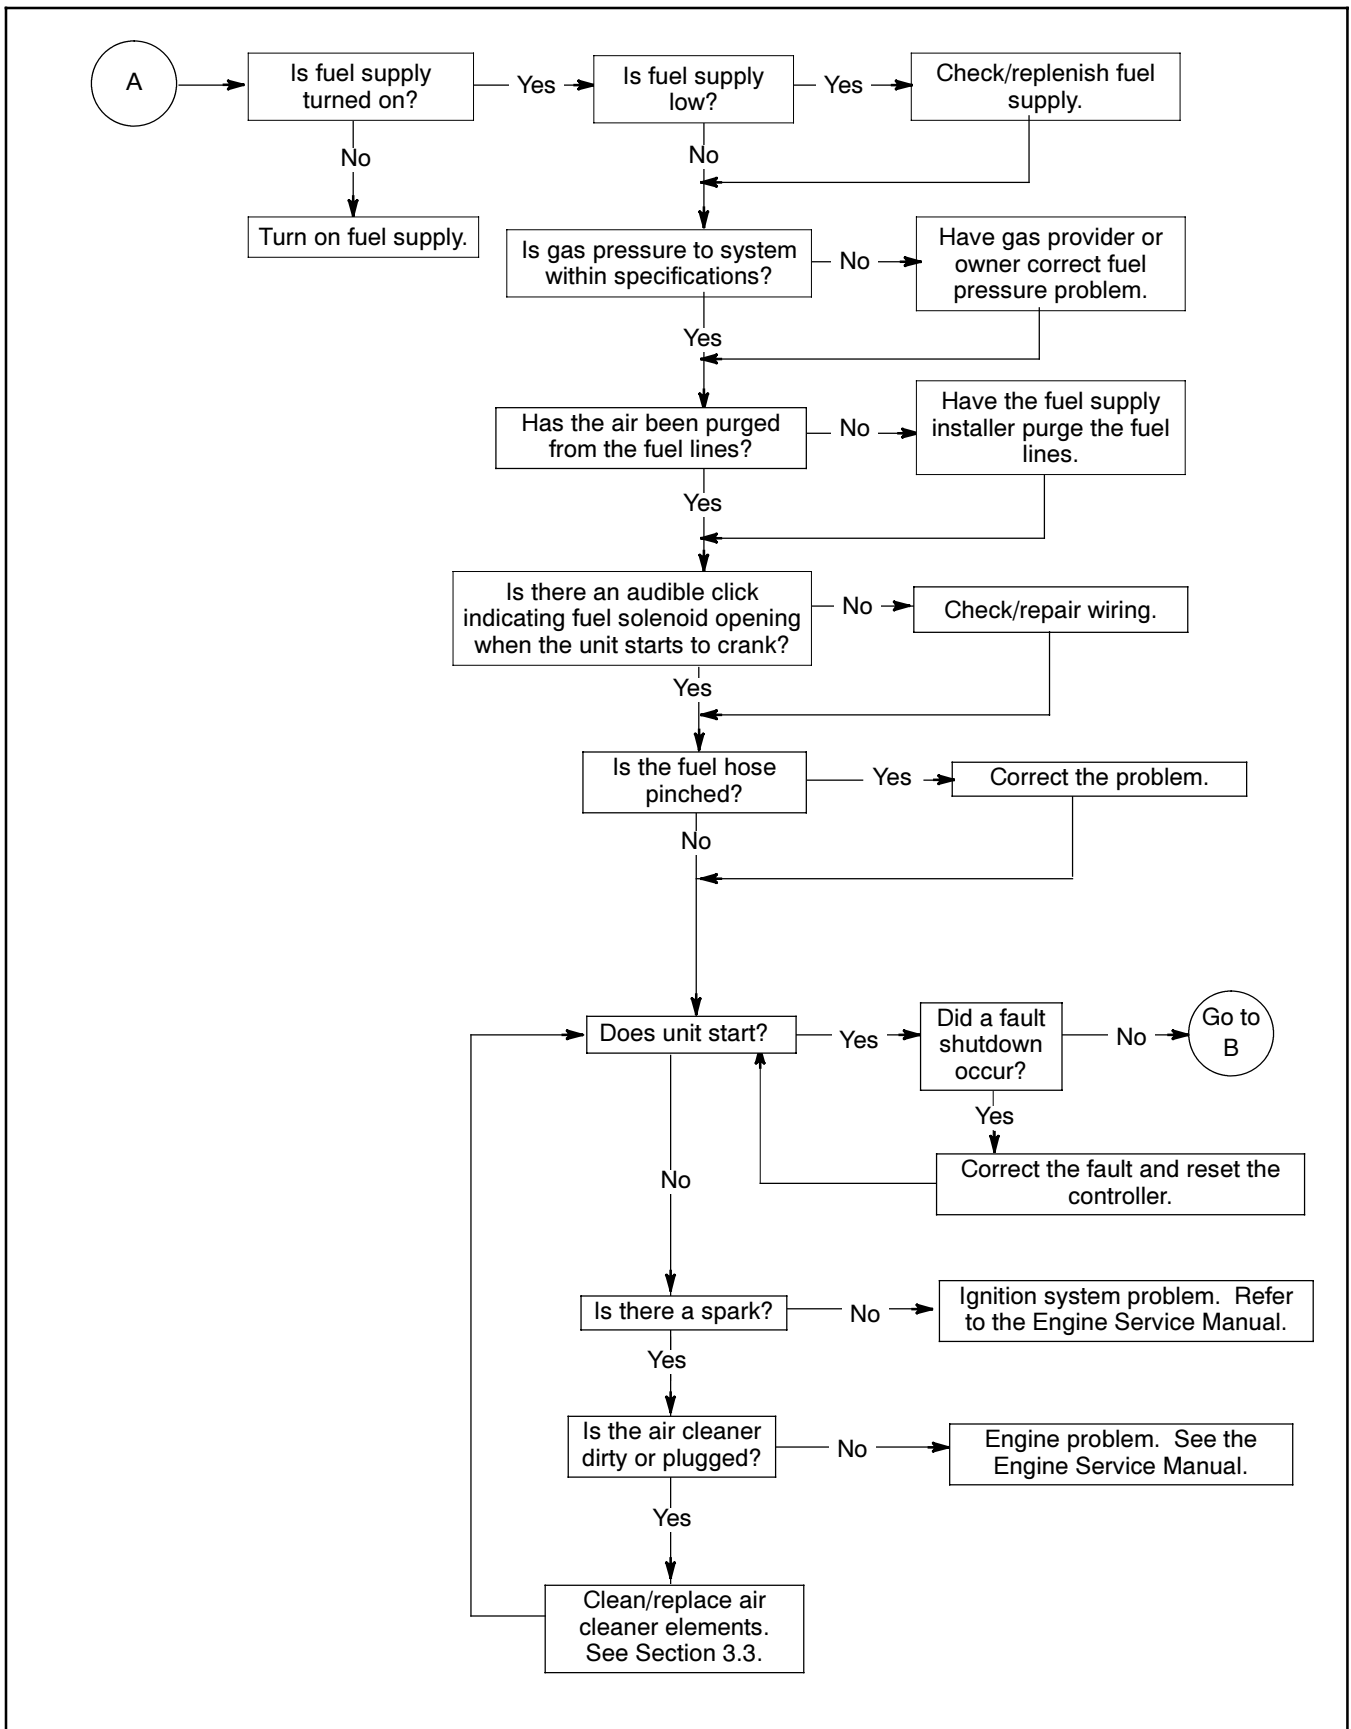 A
Is fuel supply
turned on?
Yes
Is fuel supply
low?
Yes
Check/replenish fuel
supply.
No
No
Turn on fuel supply.
Is gas pressure to system
within specifications?
No
Have gas provider or
owner correct fuel
pressure problem.
Yes
Has the air been purged
from the fuel lines?
No
Have the fuel supply
installer purge the fuel
lines.
Yes
Is there an audible click
indicating fuel solenoid opening
when the unit starts to crank?
No
Check/repair wiring.
Yes
Is the fuel hose
pinched?
Yes
Correct the problem.
No
Does unit start?
Yes
Did a fault
shutdown
occur?
No
Go to
B
Yes
Correct the fault and reset the
controller.
No
Is there a spark?
No
Ignition system problem.  Refer
to the Engine Service Manual.
Yes
Is the air cleaner
dirty or plugged?
No
Engine problem.  See the
Engine Service Manual.
Yes
Clean/replace air
cleaner elements.
See Section 3.3.